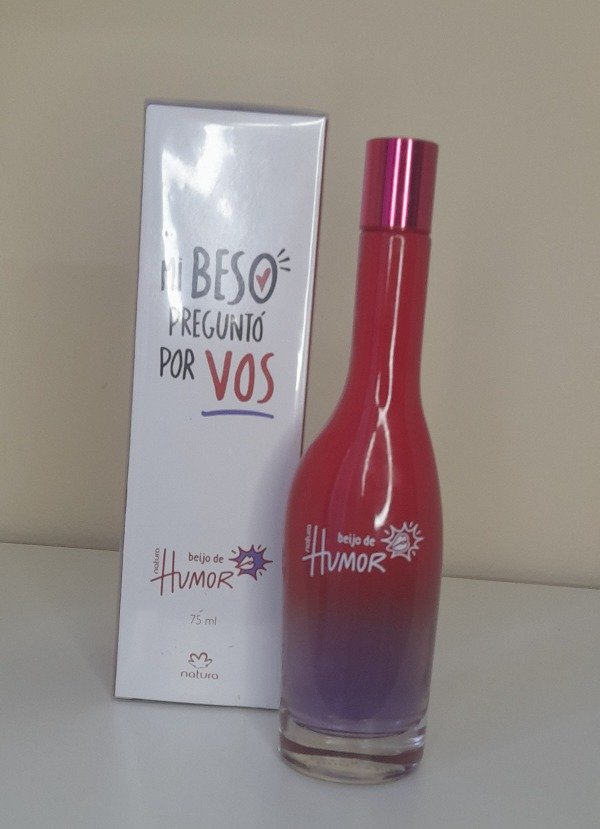 Mi BESO
PREGUNTÓ
POR VOS
natura
beijo de
HUMOR
75 ml
natura
natura
beijo de
HUMOR